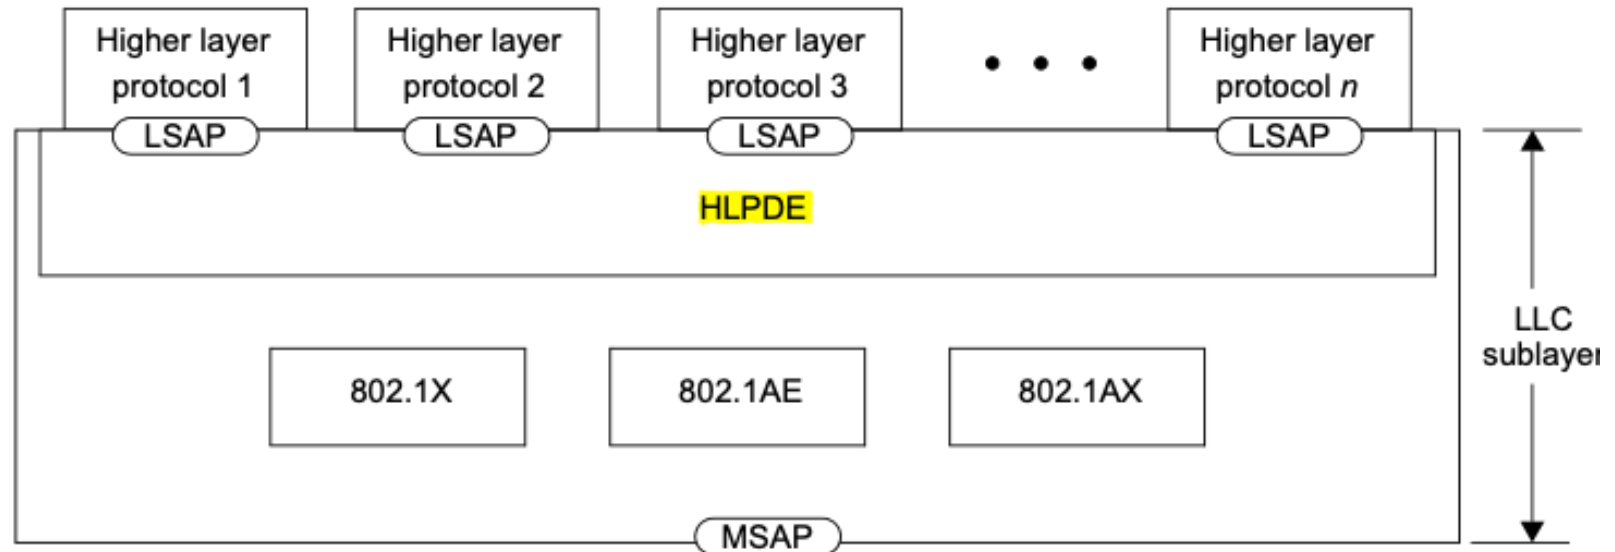 Higher layer
protocol 1
Higher layer
protocol 2
Higher layer
protocol 3
• • •
Higher layer
protocol n
LSAP
LSAP
LSAP
LSAP
HLPDE
802.1X
802.1AE
802.1AX
LLC
sublayer
MSAP